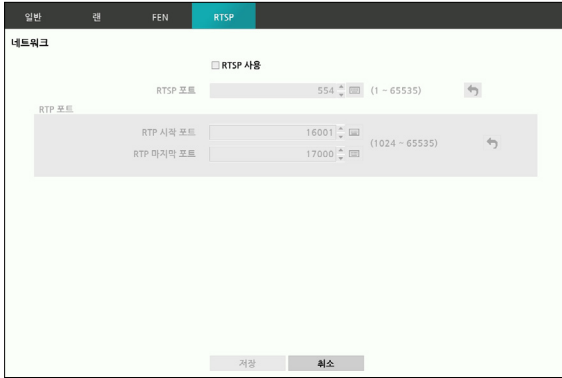 일반 랜 FEN RTSP
네트워크
RTSP 사용
RTSP 포트 554 (1 ~ 65535)
RTP 포트
RTP 시작 포트 16001
(1024 ~ 65535)
RTP 마지막 포트 17000
저장 취소